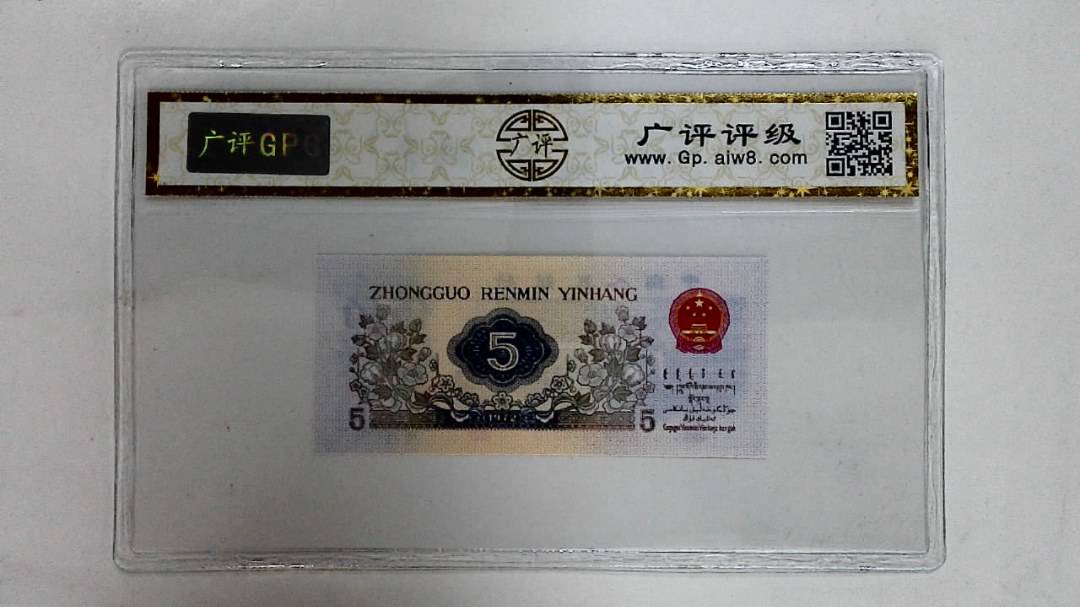 广评GPG
广评
广评评级
www.Gp.aiw8.com
ZHONGGUO RENMIN YINHANG
5
5
5